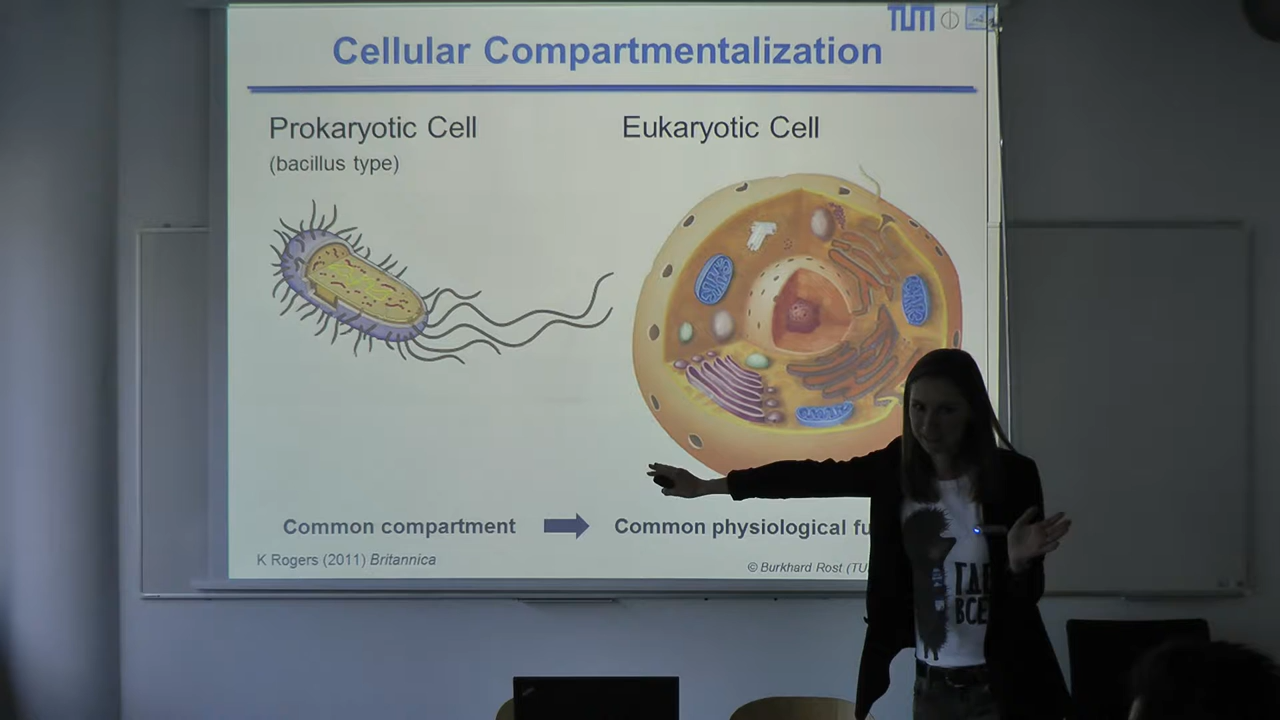 TUM
Cellular Compartmentalization
Prokaryotic Cell
(bacillus type)
Eukaryotic Cell
Common compartment
Common physiological fu
K Rogers (2011) Britannica
© Burkhard Rost (TU
ВСЕ